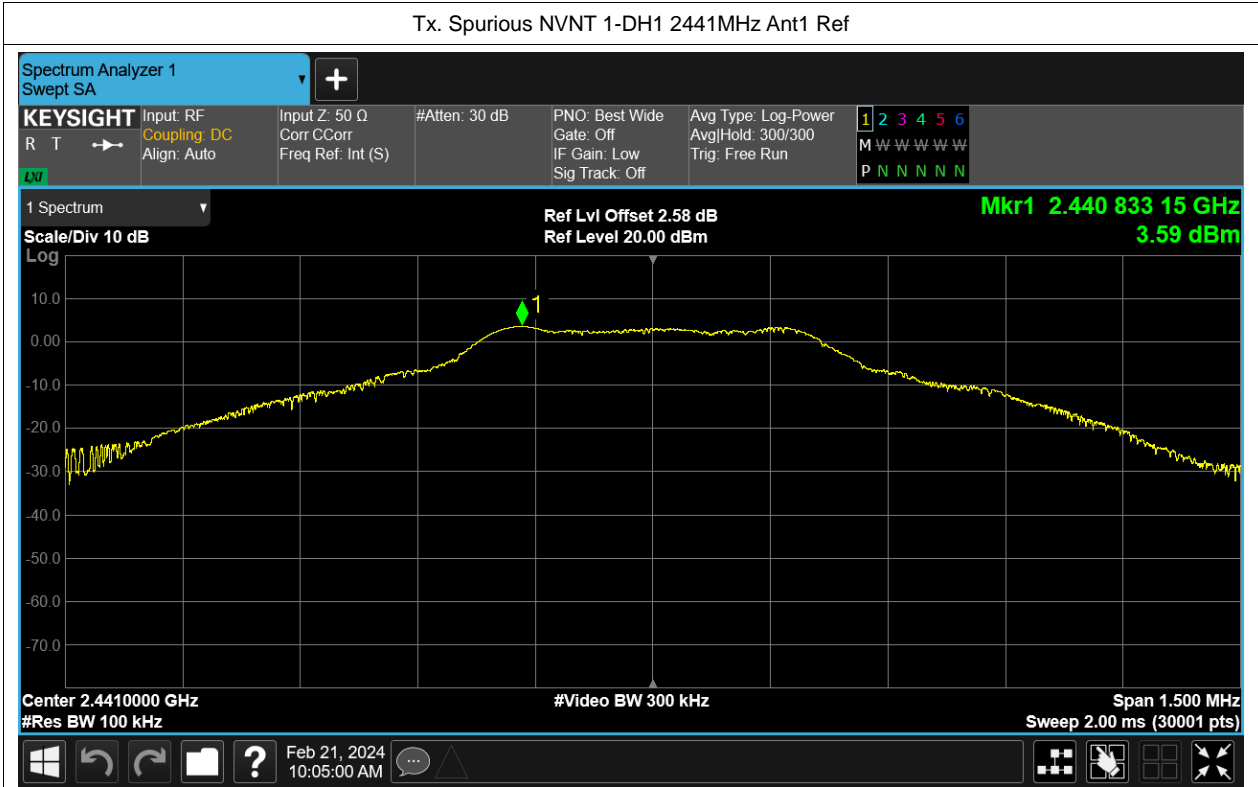 Tx. Spurious NVNT 1-DH1 2441MHz Ant1 Ref
Spectrum Analyzer 1
Swept SA
KEYSIGHT
R T
LXI
Input: RF
Coupling: DC
Align: Auto
Input Z: 50 Ω
Corr CCorr
Freq Ref: Int (S)
#Atten: 30 dB
PNO: Best Wide
Gate: Off
IF Gain: Low
Sig Track: Off
Avg Type: Log-Power
Avg|Hold: 300/300
Trig: Free Run
1 2 3 4 5 6
M W W W W W
P N N N N N
1 Spectrum
Scale/Div 10 dB
Log
Ref Lvl Offset 2.58 dB
Ref Level 20.00 dBm
Mkr1 2.440 833 15 GHz
3.59 dBm
1
10.0
0.00
-10.0
-20.0
-30.0
-40.0
-50.0
-60.0
-70.0
Center 2.4410000 GHz
#Res BW 100 kHz
#Video BW 300 kHz
Span 1.500 MHz
Sweep 2.00 ms (30001 pts)
?
Feb 21, 2024
10:05:00 AM